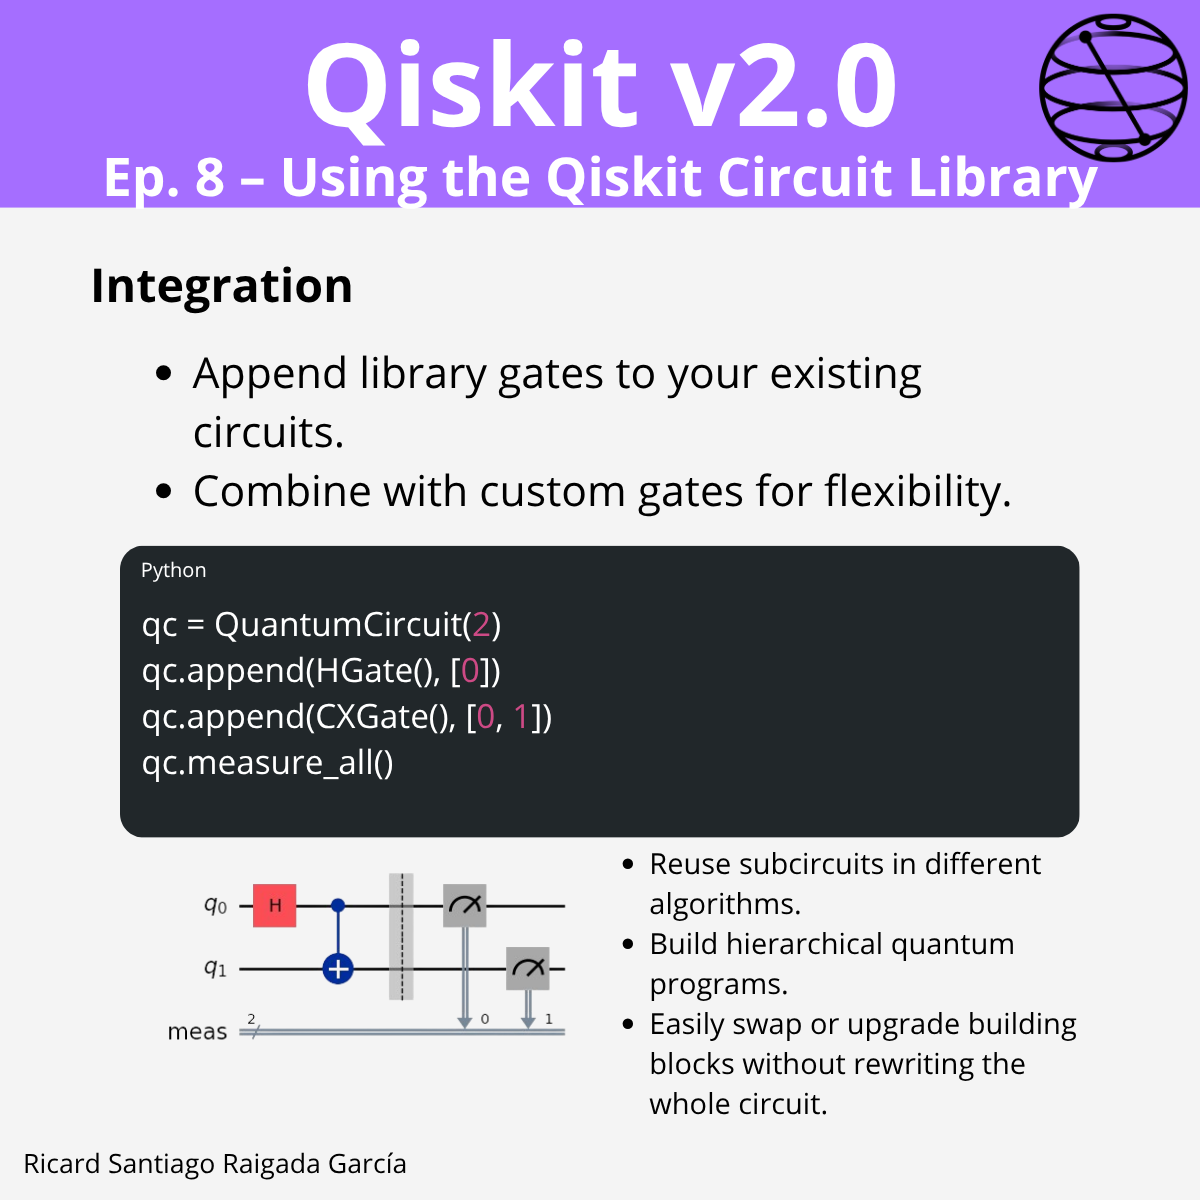 Qiskit v2.0
Ep. 8 – Using the Qiskit Circuit Library
Integration
• Append library gates to your existing
circuits.
• Combine with custom gates for flexibility.
Python
qc = QuantumCircuit(2)
qc.append(HGate(), [0])
qc.append(CXGate(), [0, 1])
qc.measure_all()
q0
H
q1
meas
2
0
1
• Reuse subcircuits in different
algorithms.
• Build hierarchical quantum
programs.
• Easily swap or upgrade building
blocks without rewriting the
whole circuit.
Ricard Santiago Raigada García